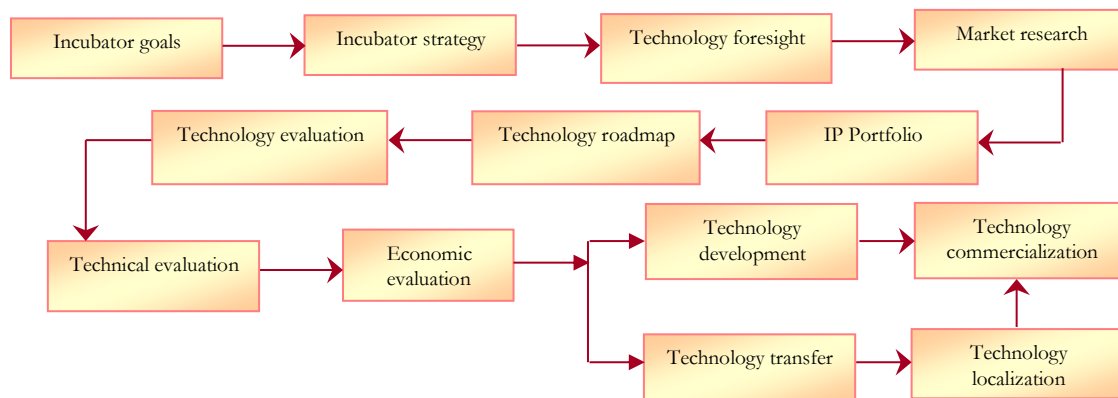 Incubator goals
Incubator strategy
Technology foresight
Market research
Technology evaluation
Technology roadmap
IP Portfolio
Technical evaluation
Economic
evaluation
Technology
development
Technology
commercialization
Technology transfer
Technology
localization